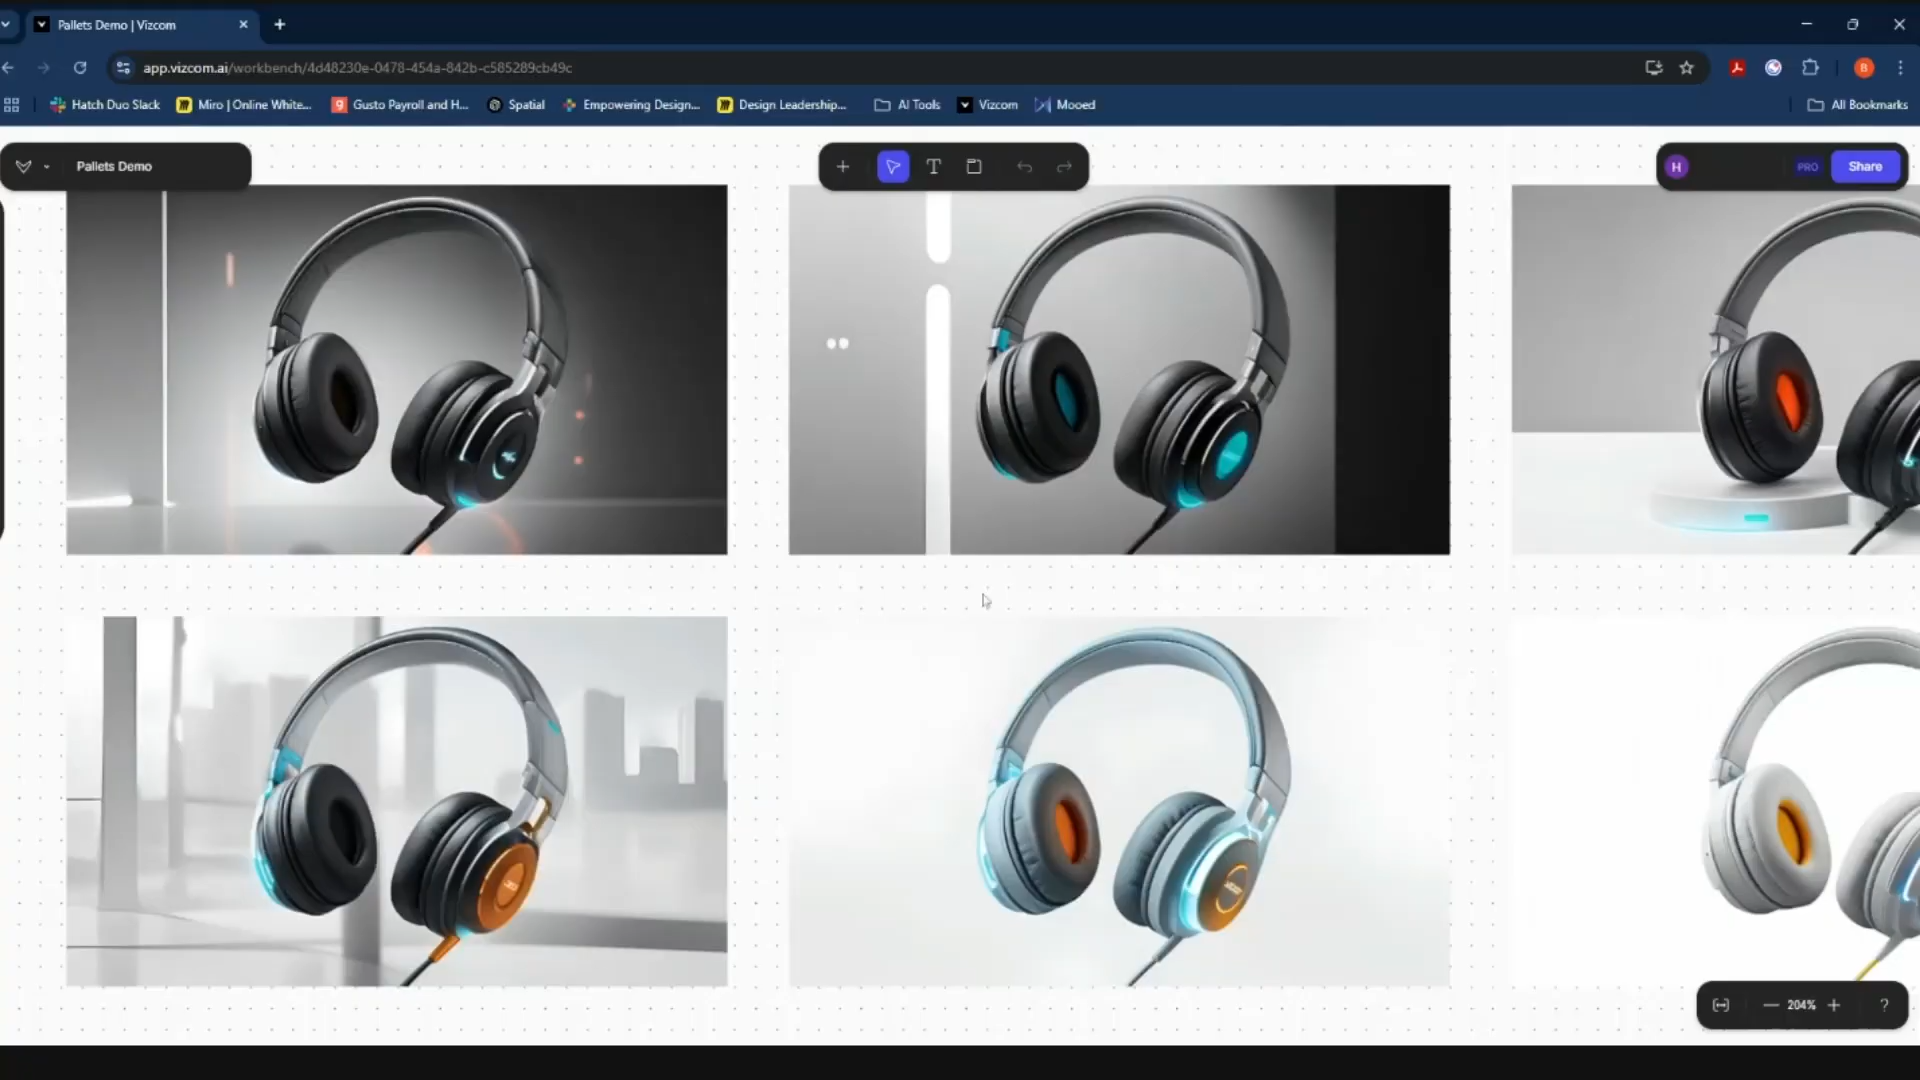 Pallets Demo | Vizcom
app.vizcom.ai/workbench/4d48230e-0478-454a-842b-c585289cb49c
B
Hatch Duo Slack
Miro | Online White...
Gusto Payroll and H...
Spatial
Empowering Design...
Design Leadership...
AI Tools
Vizcom
Mooed
All Bookmarks
Pallets Demo
T
H
PRO
Share
204%
?